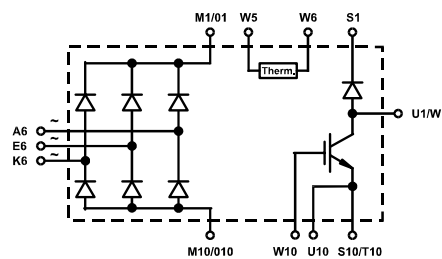 M1/01 W5 W6 S1
Therm.
U1/W
~
A6
~
E6
~
K6
M10/010 W10 U10 S10/T10